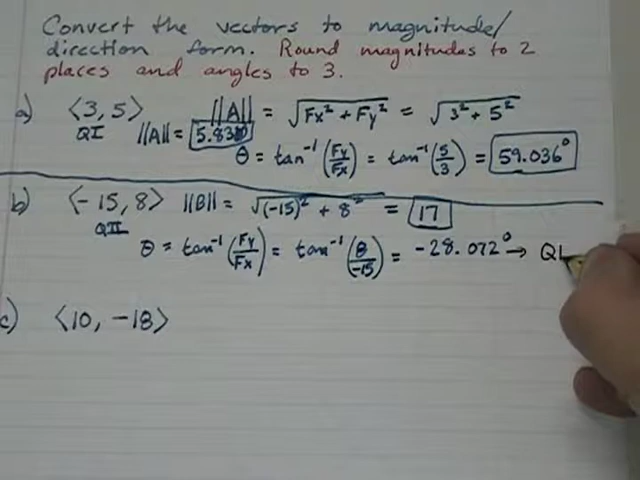 Convert the vectors to magnitude/
direction form. Round magnitudes to 2
places and angles to 3.
a) ⟨3, 5⟩ ||A|| = √(Fx² + Fy²) = √(3² + 5²)
QI ||A|| = 5.83
θ = tan⁻¹(Fy/Fx) = tan⁻¹(5/3) = 59.036°
b) ⟨-15, 8⟩ ||B|| = √((-15)² + 8²) = 17
QII
θ = tan⁻¹(Fy/Fx) = tan⁻¹(8/-15) = -28.072° → QI
c) ⟨10, -18⟩